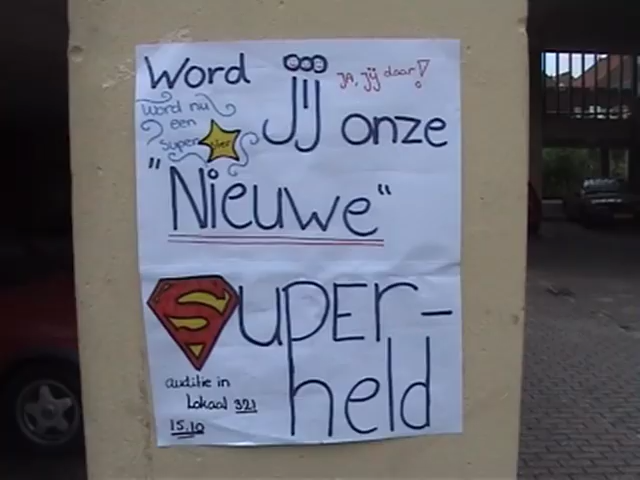 Word jij onze
JA, jij daar!
Word nu
een
super
"Nieuwe"
SUPER-
held
auditie in
Lokaal 321
15.10